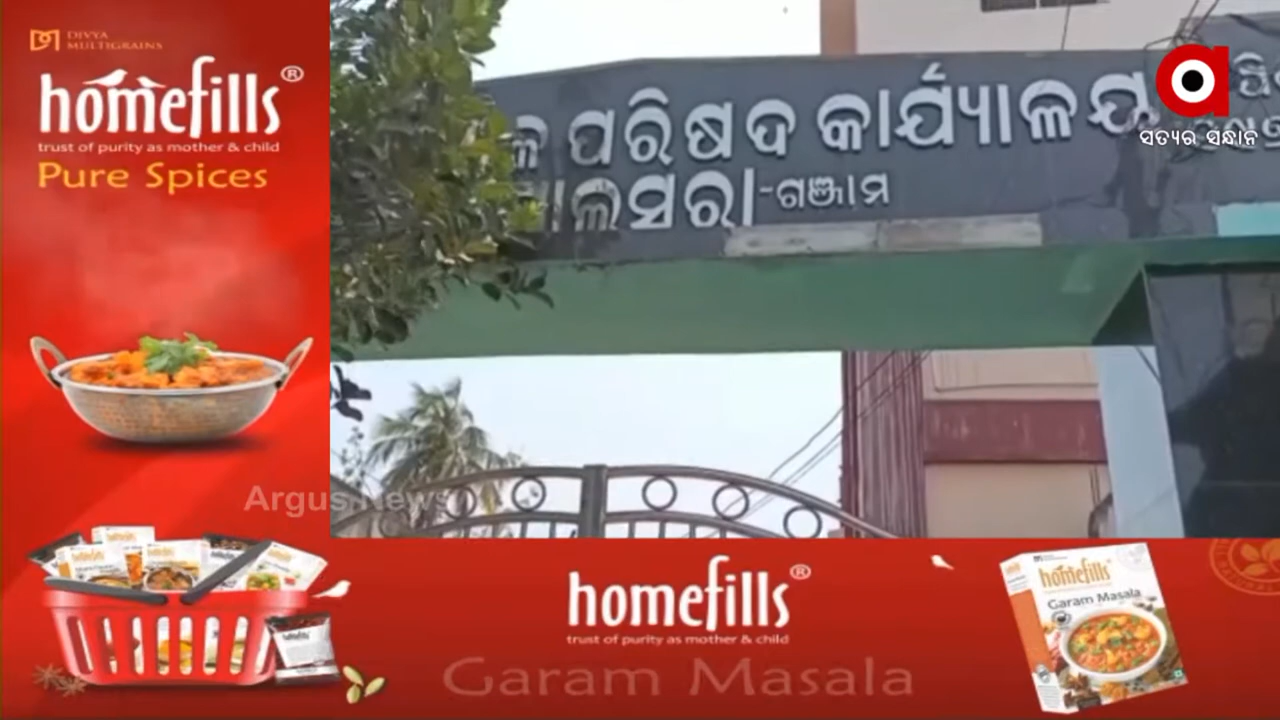 DIVYA
MULTIGRAINS
homefills®
trust of purity as mother & child
Pure Spices
ଳ ପରିଷଦ କାର୍ଯ୍ୟାଳୟ
ାଲସରା-ଗଞ୍ଜାମ
ସତ୍ୟର ସନ୍ଧାନ
Argus News
homefills®
trust of purity as mother & child
Garam Masala
homefills
Garam Masala
homefills